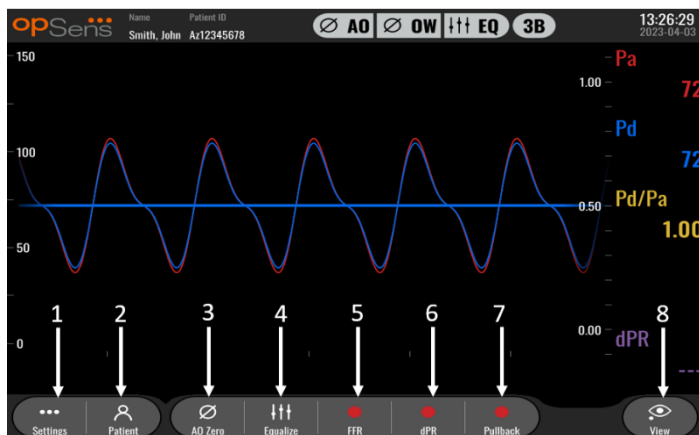 opSens
Name Patient ID
Smith, John Az12345678
AO OW EQ 3B
13:26:29
2023-04-03
150
100
50
0
1.00
0.50
0.00
Pa
72
Pd
72
Pd/Pa
1.00
dPR
---
1 2 3 4 5 6 7 8
Settings Patient AO Zero Equalize FFR dPR Pullback View